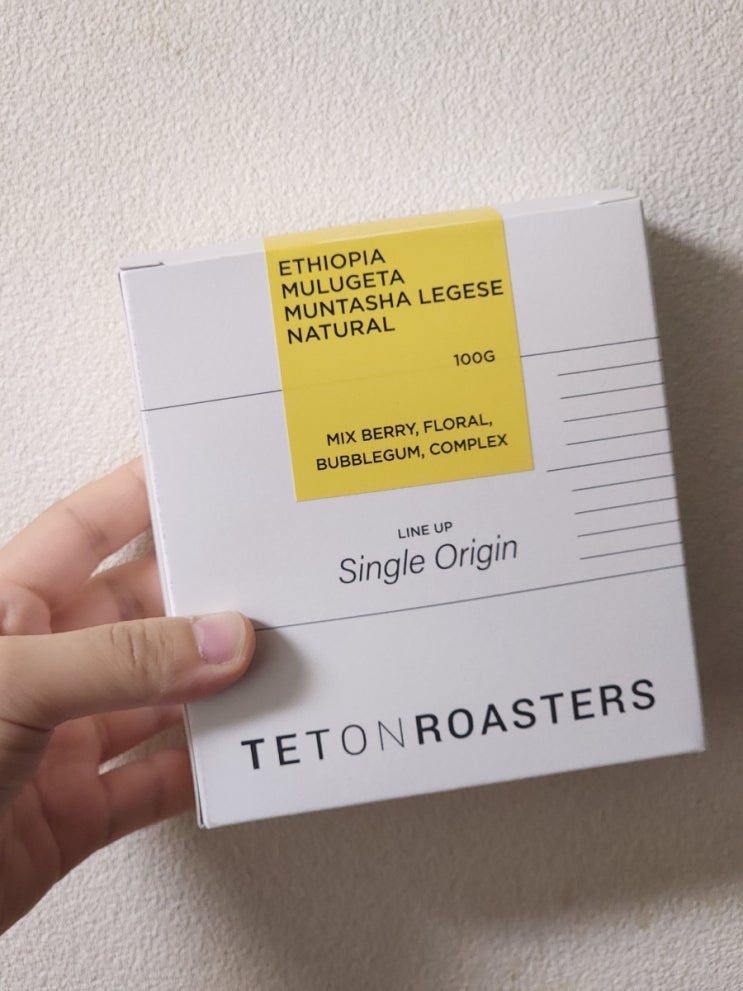 ETHIOPIA
MULUGETA
MUNTASHA LEGESE
NATURAL
100G
MIX BERRY, FLORAL,
BUBBLEGUM, COMPLEX
LINE UP
Single Origin
TETONROASTERS